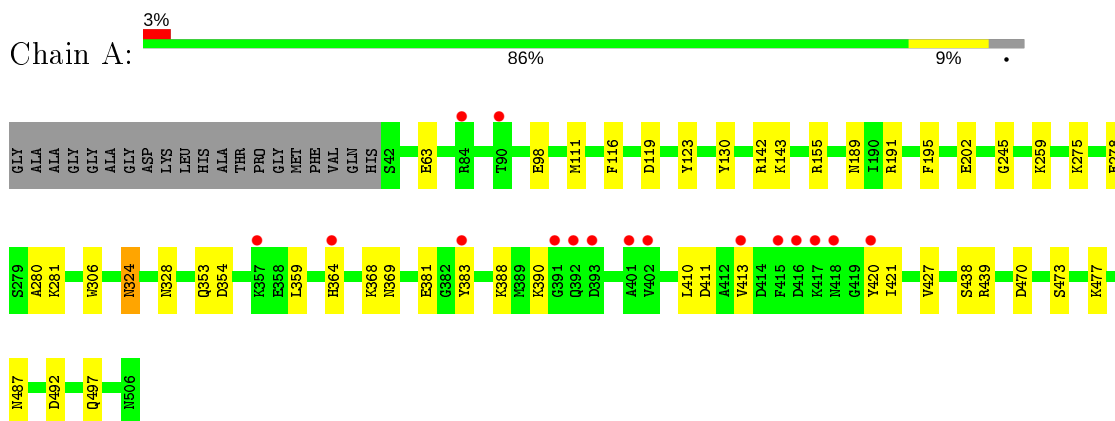 3%
Chain A:
86% 9% •
GLY ALA ALA ALA GLY GLY ALA GLY ASP LYS LEU HIS ALA THR PRO GLY MET PHE VAL GLN HIS S42 E63 R84 T90 E98 M111 F116 D119 Y123 Y130 R142 K143 R155 N189 I190 R191 F195 E202 G245 K259 K275 E278
S279 A280 K281 W306 N324 N328 Q353 D354 K357 E358 L359 H364 K368 N369 E381 G382 Y383 K388 M389 K390 G391 Q392 D393 A401 V402 L410 D411 A412 V413 D414 F415 D416 K417 N418 G419 Y420 I421 V427 S438 R439 D470 S473 K477
N487 D492 Q497 N506